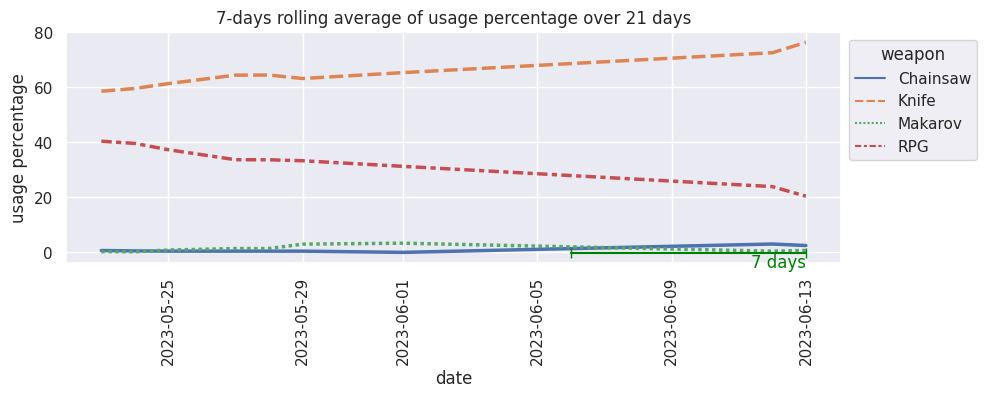 7-days rolling average of usage percentage over 21 days
usage percentage
80
60
40
20
0
7 days
2023-05-25
2023-05-29
2023-06-01
2023-06-05
2023-06-09
2023-06-13
date
weapon
Chainsaw
Knife
Makarov
RPG